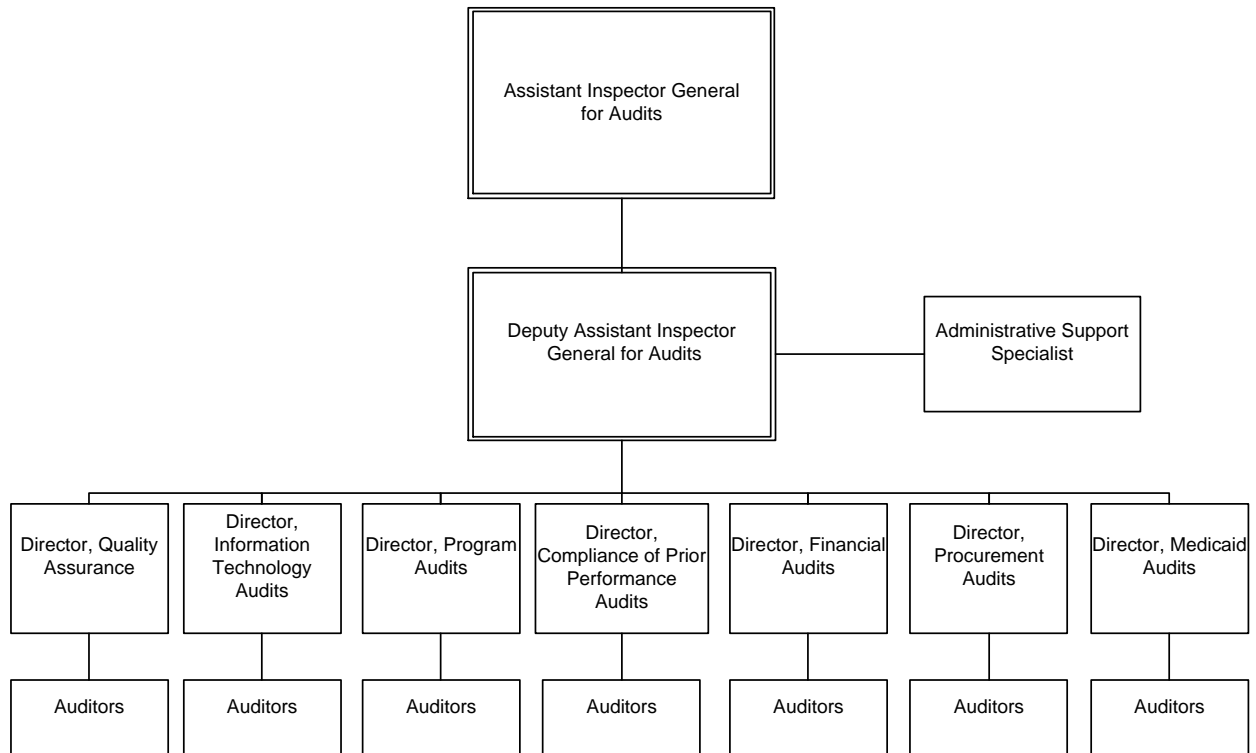 Assistant Inspector General
for Audits
Deputy Assistant Inspector
General for Audits
Administrative Support
Specialist
Director, Quality
Assurance
Director,
Information
Technology
Audits
Director, Program
Audits
Director,
Compliance of Prior
Performance
Audits
Director, Financial
Audits
Director,
Procurement
Audits
Director, Medicaid
Audits
Auditors
Auditors
Auditors
Auditors
Auditors
Auditors
Auditors